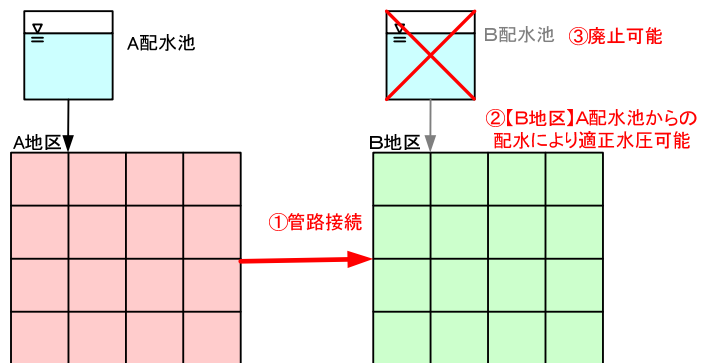 A配水池
B配水池
③廃止可能
②【B地区】A配水池からの
配水により適正水圧可能
A地区
B地区
①管路接続